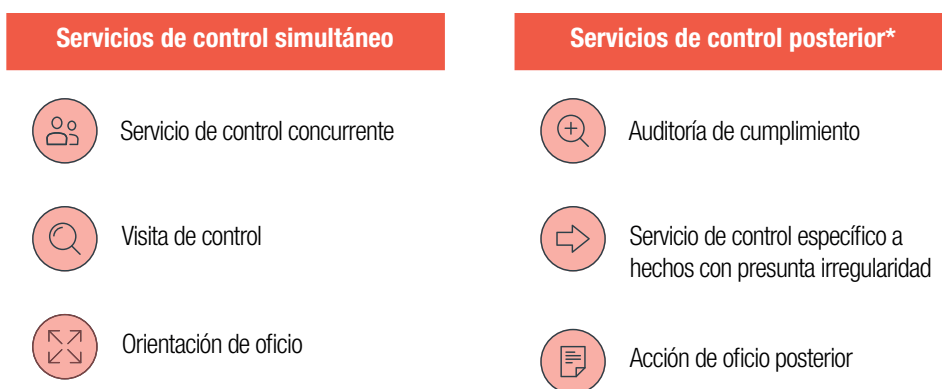 Servicios de control simultáneo
Servicio de control concurrente
Visita de control
Orientación de oficio
Servicios de control posterior*
Auditoría de cumplimiento
Servicio de control específico a
hechos con presunta irregularidad
Acción de oficio posterior